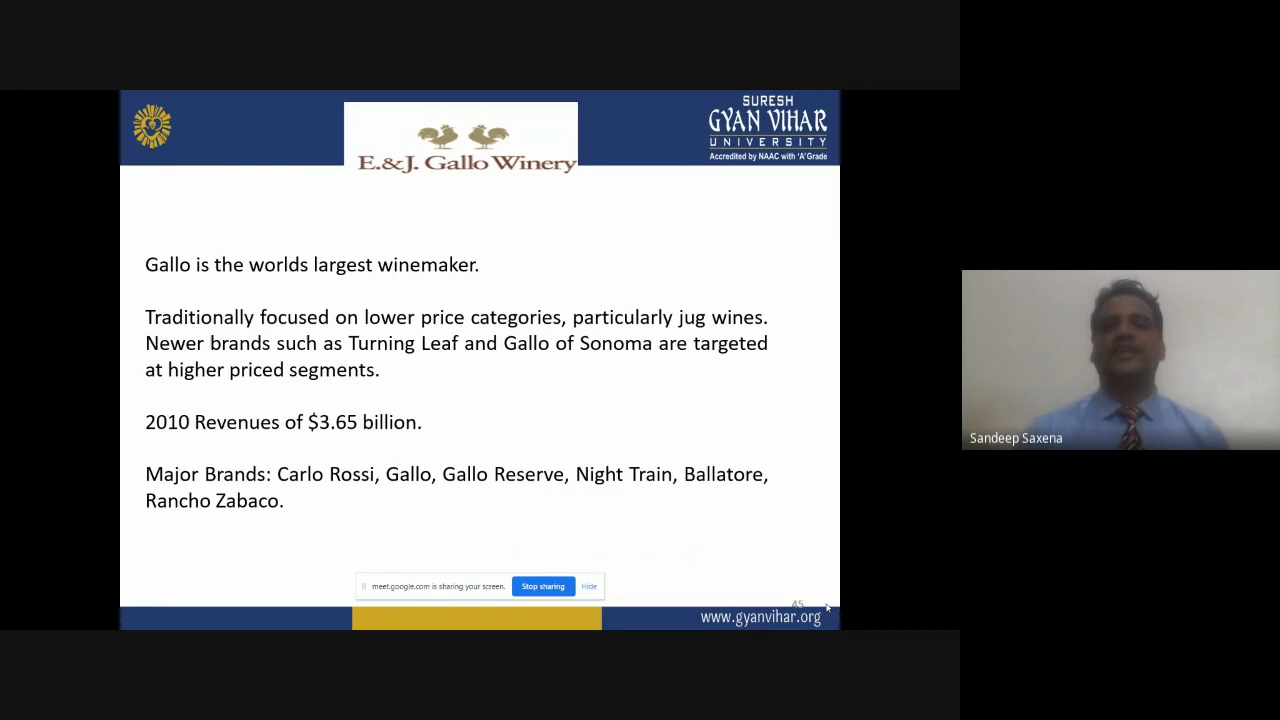 SURESH
GYAN VIHAR
UNIVERSITY
Accredited by NAAC with 'A' Grade
E.&J. Gallo Winery
Gallo is the worlds largest winemaker.
Traditionally focused on lower price categories, particularly jug wines.
Newer brands such as Turning Leaf and Gallo of Sonoma are targeted
at higher priced segments.
2010 Revenues of $3.65 billion.
Major Brands: Carlo Rossi, Gallo, Gallo Reserve, Night Train, Ballatore,
Rancho Zabaco.
meet.google.com is sharing your screen. Stop sharing Hide
45
www.gyanvihar.org
Sandeep Saxena